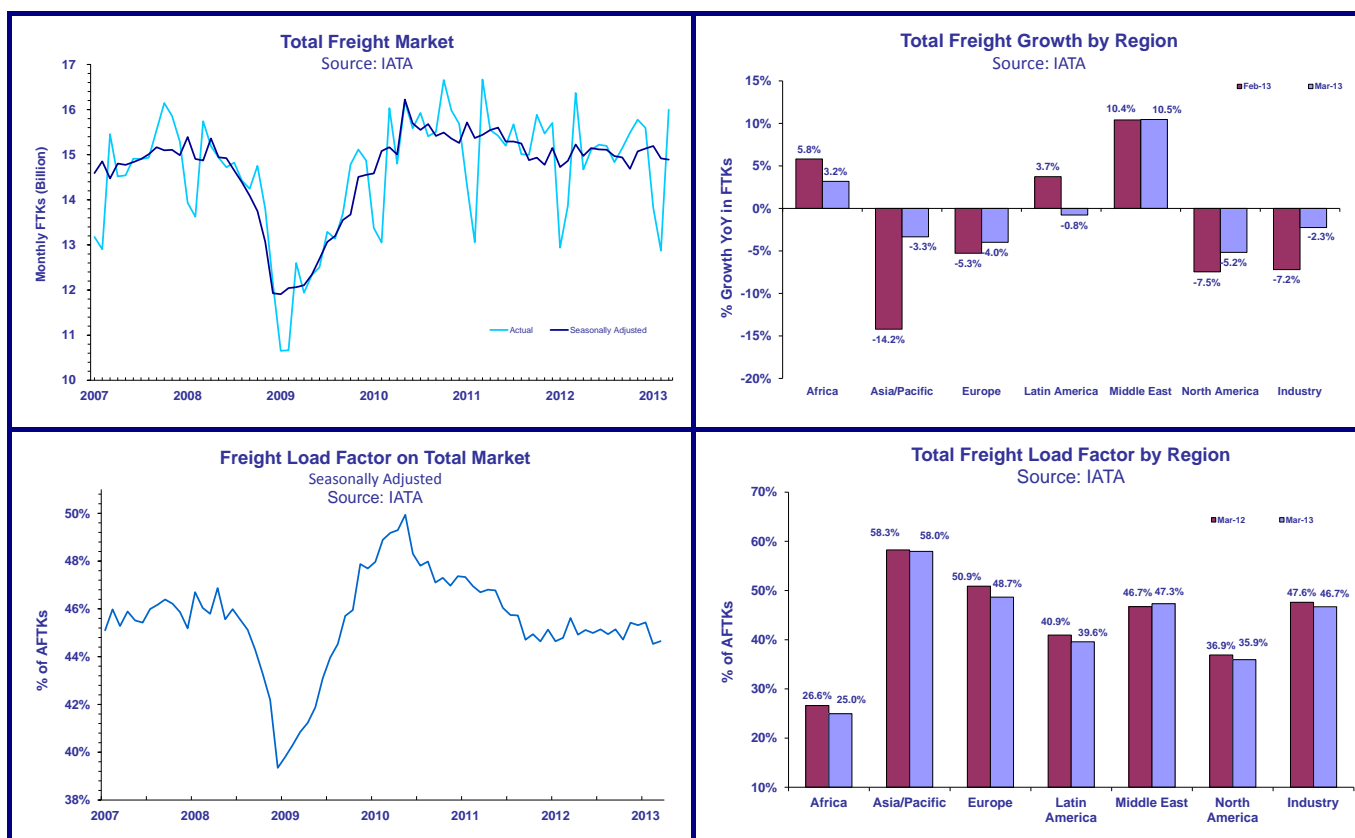 Total Freight Market
Source: IATA
Monthly FTKs (Billion)
17
16
15
14
13
12
11
10
Actual
Seasonally Adjusted
2007 2008 2009 2010 2011 2012 2013
Total Freight Growth by Region
Source: IATA
% Growth YoY in FTKs
15%
10%
5%
0%
-5%
-10%
-15%
-20%
Feb-13
Mar-13
5.8%
3.2%
-14.2%
-3.3%
-5.3%
-4.0%
3.7%
-0.8%
10.4%
10.5%
-7.5%
-5.2%
-7.2%
-2.3%
Africa Asia/Pacific Europe Latin America Middle East North America Industry
Freight Load Factor on Total Market
Seasonally Adjusted
Source: IATA
% of AFTKs
50%
48%
46%
44%
42%
40%
38%
2007 2008 2009 2010 2011 2012 2013
Total Freight Load Factor by Region
Source: IATA
% of AFTKs
70%
60%
50%
40%
30%
20%
10%
Mar-12
Mar-13
26.6%
25.0%
58.3%
58.0%
50.9%
48.7%
40.9%
39.6%
46.7%
47.3%
36.9%
35.9%
47.6%
46.7%
Africa Asia/Pacific Europe Latin America Middle East North America Industry